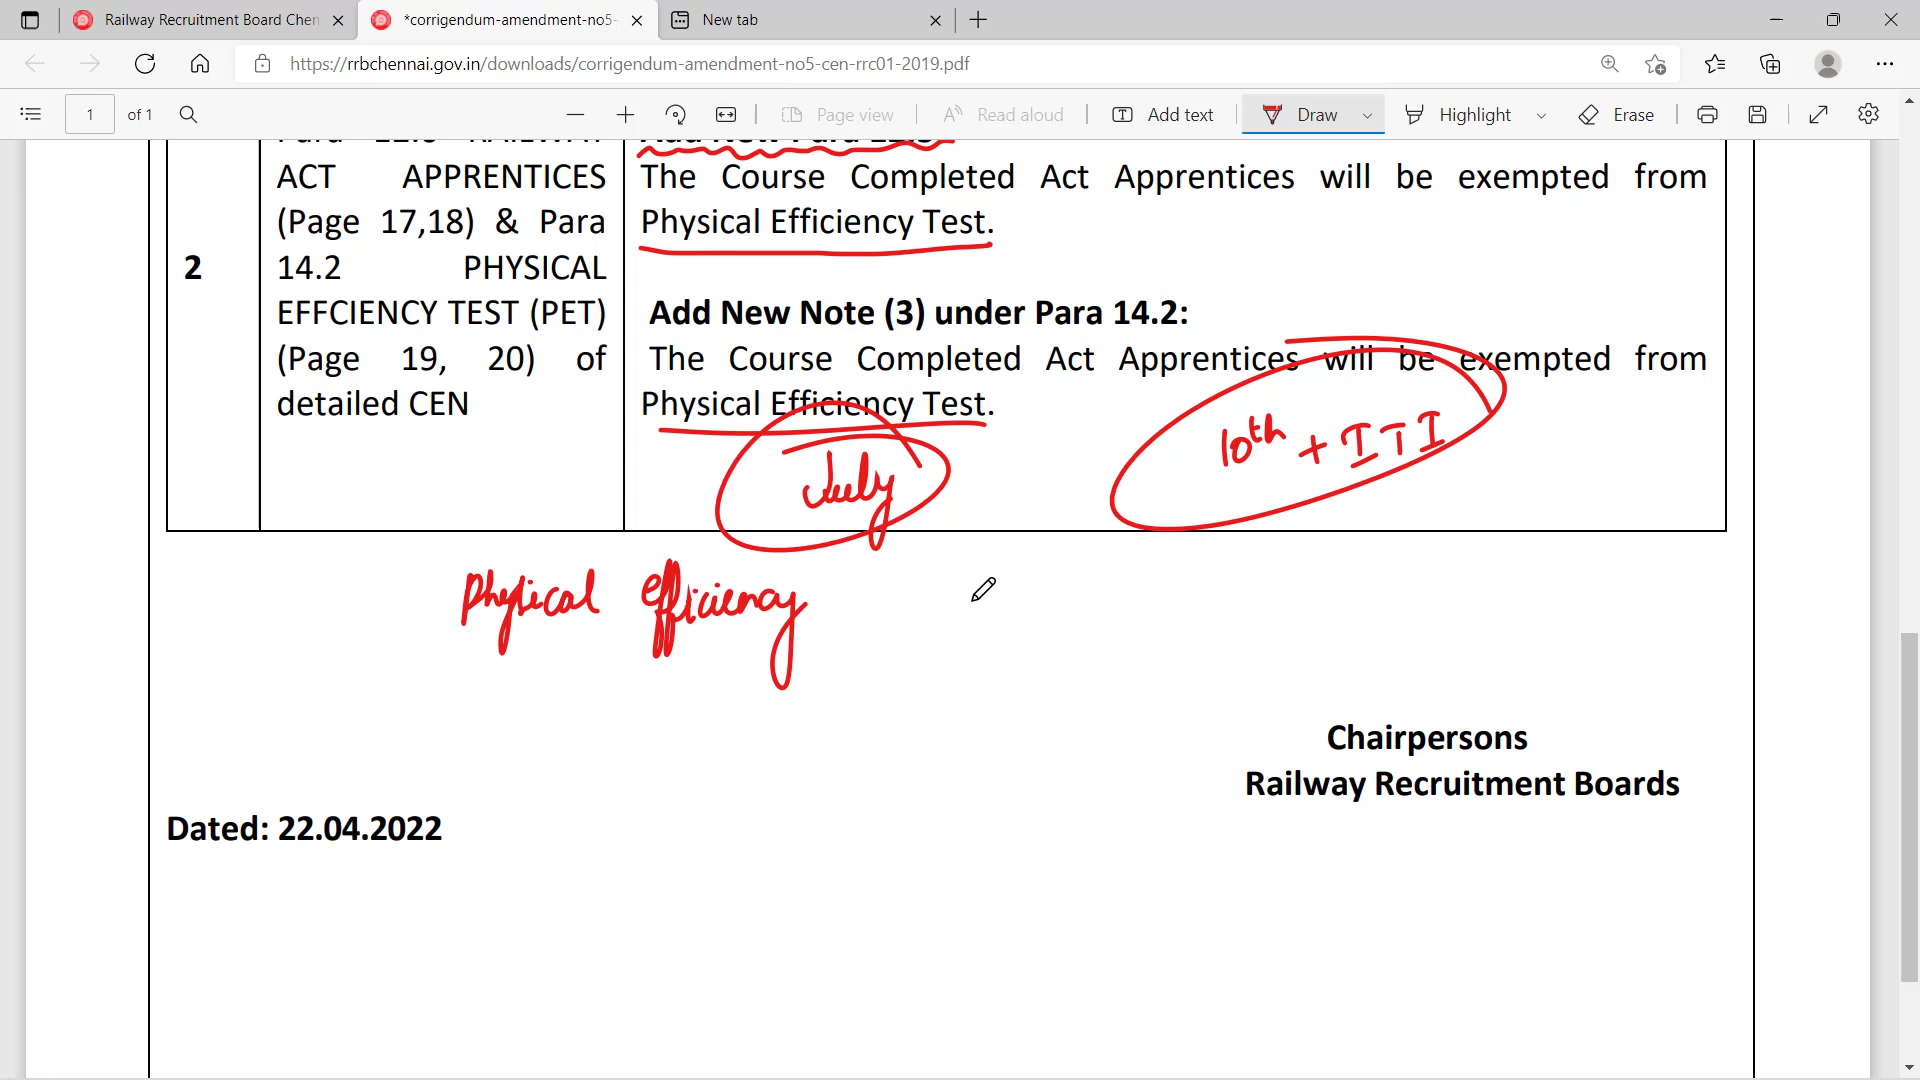 Railway Recruitment Board Chen
*corrigendum-amendment-no5-
New tab
https://rrbchennai.gov.in/downloads/corrigendum-amendment-no5-cen-rrc01-2019.pdf
1 of 1
Page view
Read aloud
Add text
Draw
Highlight
Erase
ACT APPRENTICES
(Page 17,18) & Para
14.2 PHYSICAL
EFFCIENCY TEST (PET)
(Page 19, 20) of
detailed CEN
2
The Course Completed Act Apprentices will be exempted from
Physical Efficiency Test.
Add New Note (3) under Para 14.2:
The Course Completed Act Apprentices will be exempted from
Physical Efficiency Test.
10th + ITI
July
Physical efficiency
Chairpersons
Railway Recruitment Boards
Dated: 22.04.2022